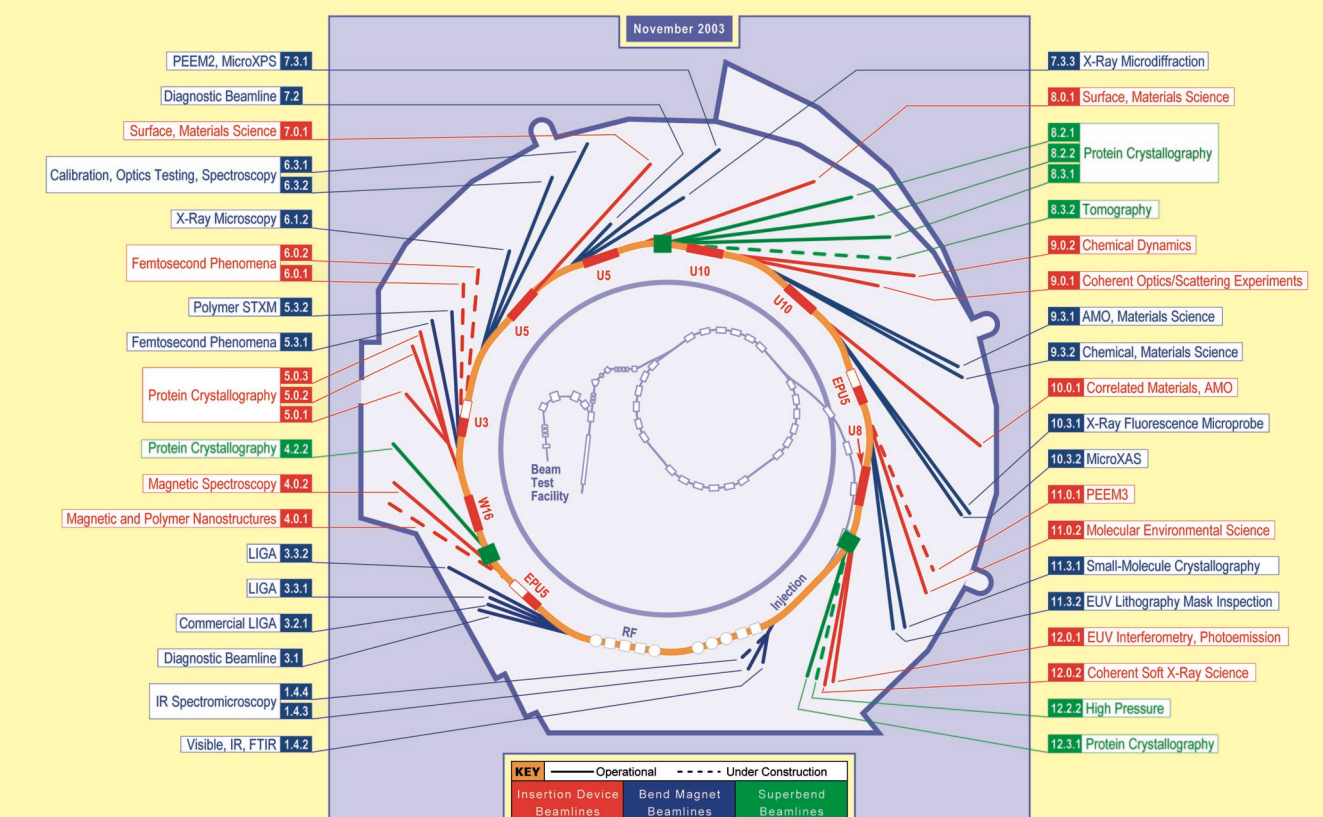 November 2003
PEEM2, MicroXPS 7.3.1
Diagnostic Beamline 7.2
Surface, Materials Science 7.0.1
6.3.1
Calibration, Optics Testing, Spectroscopy
6.3.2
X-Ray Microscopy 6.1.2
6.0.2
Femtosecond Phenomena
6.0.1
Polymer STXM 5.3.2
Femtosecond Phenomena 5.3.1
5.0.3
Protein Crystallography 5.0.2
5.0.1
Protein Crystallography 4.2.2
Magnetic Spectroscopy 4.0.2
Magnetic and Polymer Nanostructures 4.0.1
LIGA 3.3.2
LIGA 3.3.1
Commercial LIGA 3.2.1
Diagnostic Beamline 3.1
1.4.4
IR Spectromicroscopy
1.4.3
Visible, IR, FTIR 1.4.2
U5
U10
U5
U10
U3
EPU5
U8
W16
EPU5
RF
Injection
Beam
Test
Facility
7.3.3 X-Ray Microdiffraction
8.0.1 Surface, Materials Science
8.2.1
8.2.2 Protein Crystallography
8.3.1
8.3.2 Tomography
9.0.2 Chemical Dynamics
9.0.1 Coherent Optics/Scattering Experiments
9.3.1 AMO, Materials Science
9.3.2 Chemical, Materials Science
10.0.1 Correlated Materials, AMO
10.3.1 X-Ray Fluorescence Microprobe
10.3.2 MicroXAS
11.0.1 PEEM3
11.0.2 Molecular Environmental Science
11.3.1 Small-Molecule Crystallography
11.3.2 EUV Lithography Mask Inspection
12.0.1 EUV Interferometry, Photoemission
12.0.2 Coherent Soft X-Ray Science
12.2.2 High Pressure
12.3.1 Protein Crystallography
KEY Operational Under Construction
Insertion Device
Beamlines
Bend Magnet
Beamlines
Superbend
Beamlines